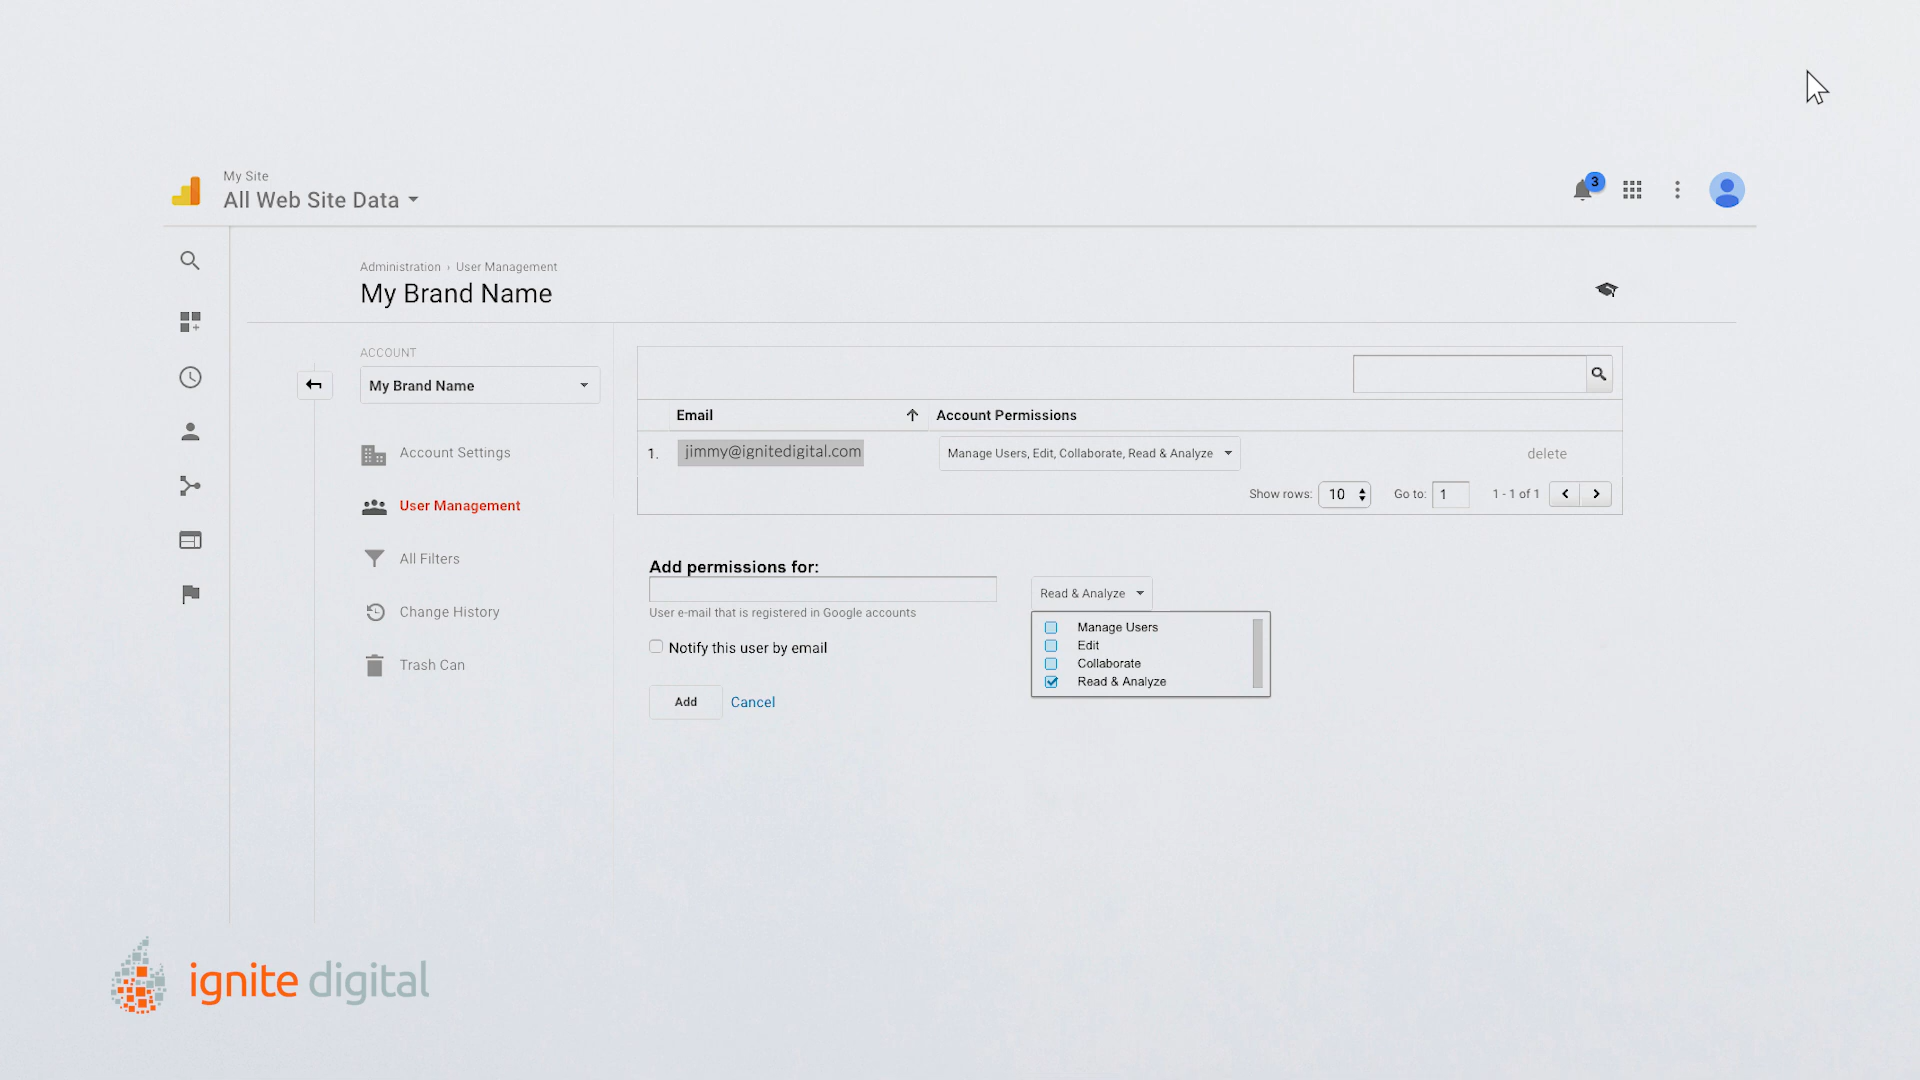 My Site
All Web Site Data
3
Administration › User Management
My Brand Name
ACCOUNT
My Brand Name
Account Settings
User Management
All Filters
Change History
Trash Can
Email
Account Permissions
1.
jimmy@ignitedigital.com
Manage Users, Edit, Collaborate, Read & Analyze
delete
Show rows:
10
Go to:
1
1 - 1 of 1
Add permissions for:
User e-mail that is registered in Google accounts
Notify this user by email
Add
Cancel
Read & Analyze
Manage Users
Edit
Collaborate
Read & Analyze
ignite digital